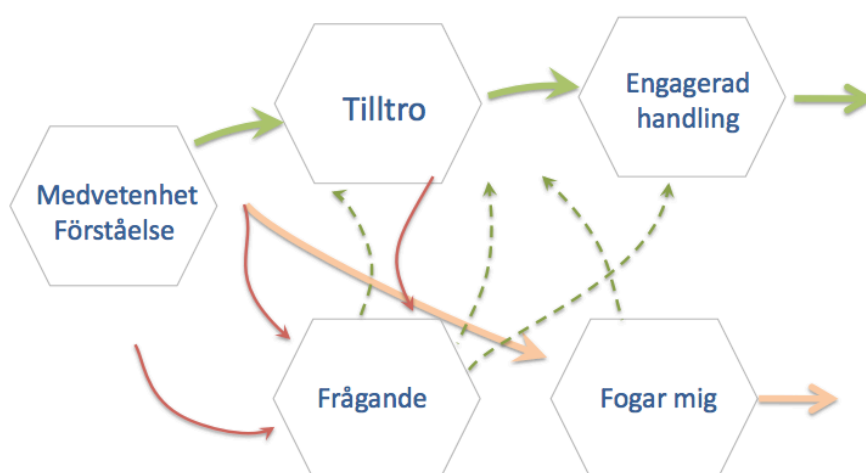 Medvetenhet
Förståelse
Tilltro
Engagerad
handling
Frågande
Fogar mig